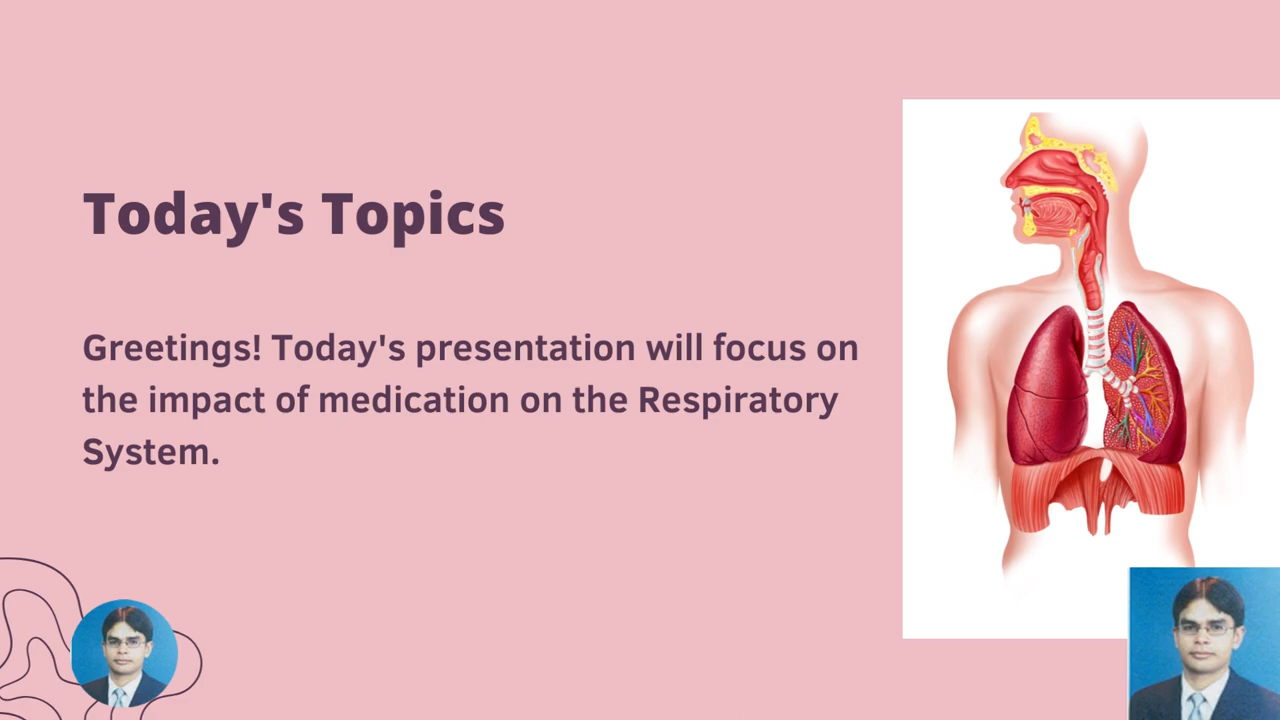 Today's Topics
Greetings! Today's presentation will focus on
the impact of medication on the Respiratory
System.